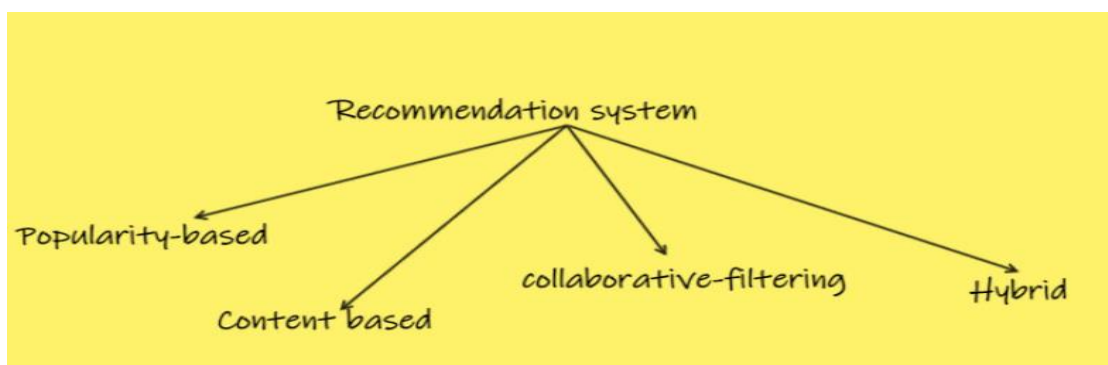 Recommendation system
Popularity-based
collaborative-filtering
Hybrid
Content based